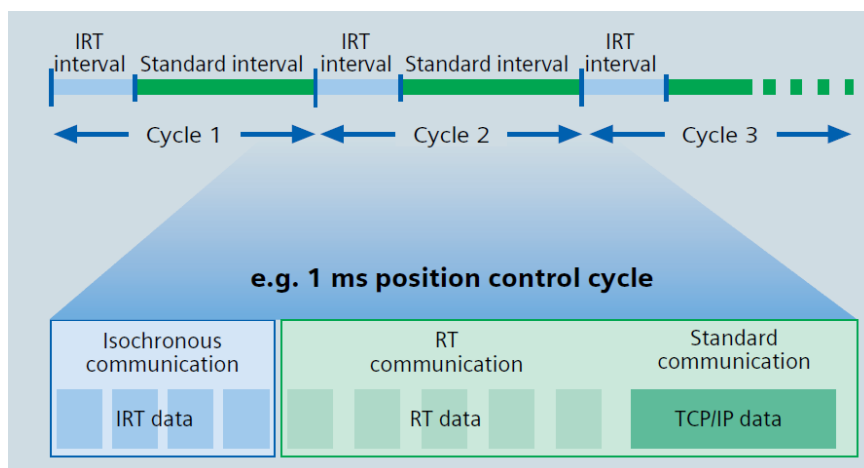 IRT
interval
Standard interval
IRT
interval
Standard interval
IRT
interval
Cycle 1
Cycle 2
Cycle 3
e.g. 1 ms position control cycle
Isochronous
communication
RT
communication
Standard
communication
IRT data
RT data
TCP/IP data